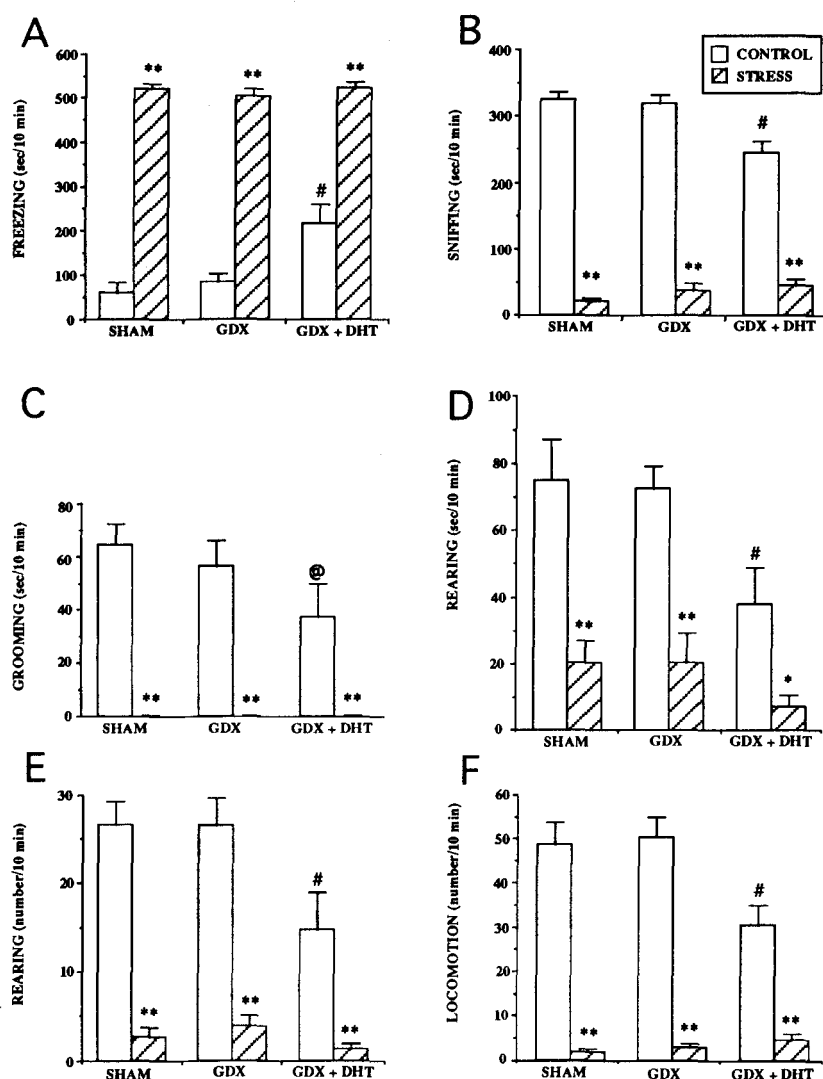 A
FREEZING (sec/10 min)
600
500
400
300
200
100
0
**
**
**
#
SHAM
GDX
GDX + DHT
B
SNIFFING (sec/10 min)
400
300
200
100
0
CONTROL
STRESS
#
**
**
**
SHAM
GDX
GDX + DHT
C
GROOMING (sec/10 min)
80
60
40
20
0
@
**
**
**
SHAM
GDX
GDX + DHT
D
REARING (sec/10 min)
100
80
60
40
20
0
#
**
**
*
SHAM
GDX
GDX + DHT
E
REARING (number/10 min)
30
20
10
0
#
**
**
**
SHAM
GDX
GDX + DHT
F
LOCOMOTION (number/10 min)
60
50
40
30
20
10
0
#
**
**
**
SHAM
GDX
GDX + DHT